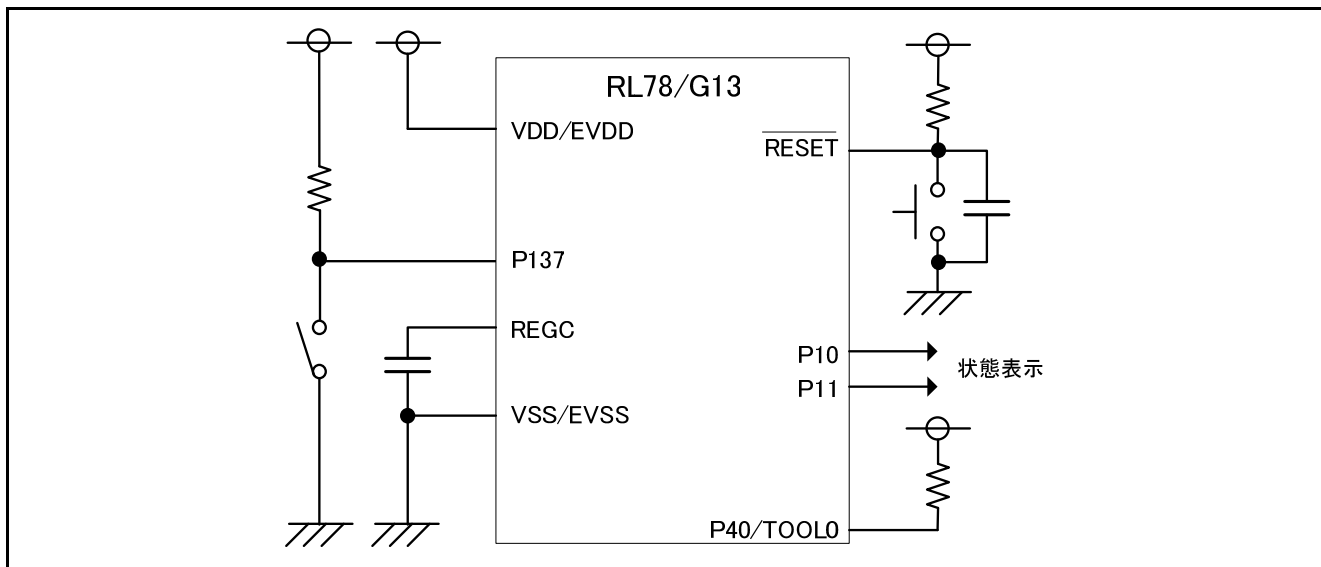 RL78/G13
VDD/EVDD
RESET
P137
REGC
P10
状態表示
P11
VSS/EVSS
P40/TOOL0